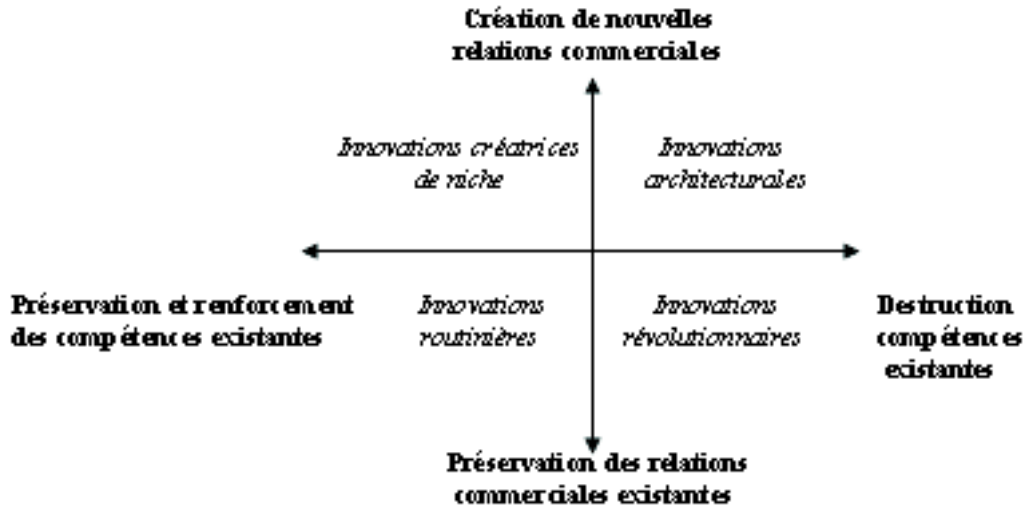 Création de nouvelles
relations commerciales
Innovations créatrices
de niche
Innovations
architecturales
Préservation et renforcement
des compétences existantes
Innovations
routinières
Innovations
révolutionnaires
Destruction
compétences
existantes
Préservation des relations
commerciales existantes